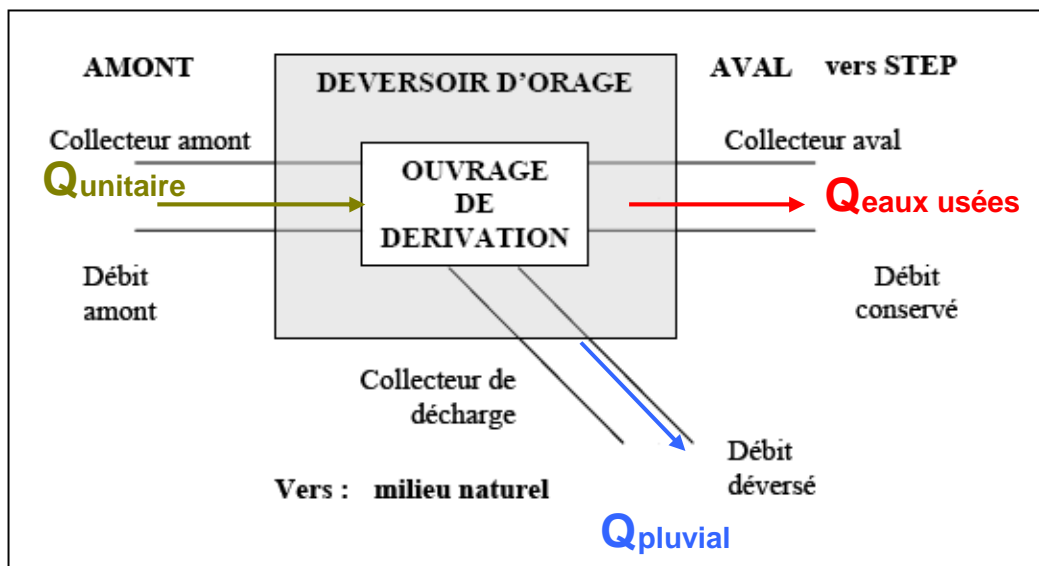 AMONT
DEVERSOIR D'ORAGE
AVAL vers STEP
Collecteur amont
Collecteur aval
Qunitaire
OUVRAGE
DE
DERIVATION
Qeaux usées
Débit
amont
Débit
conservé
Collecteur de
décharge
Débit
déversé
Vers : milieu naturel
Qpluvial